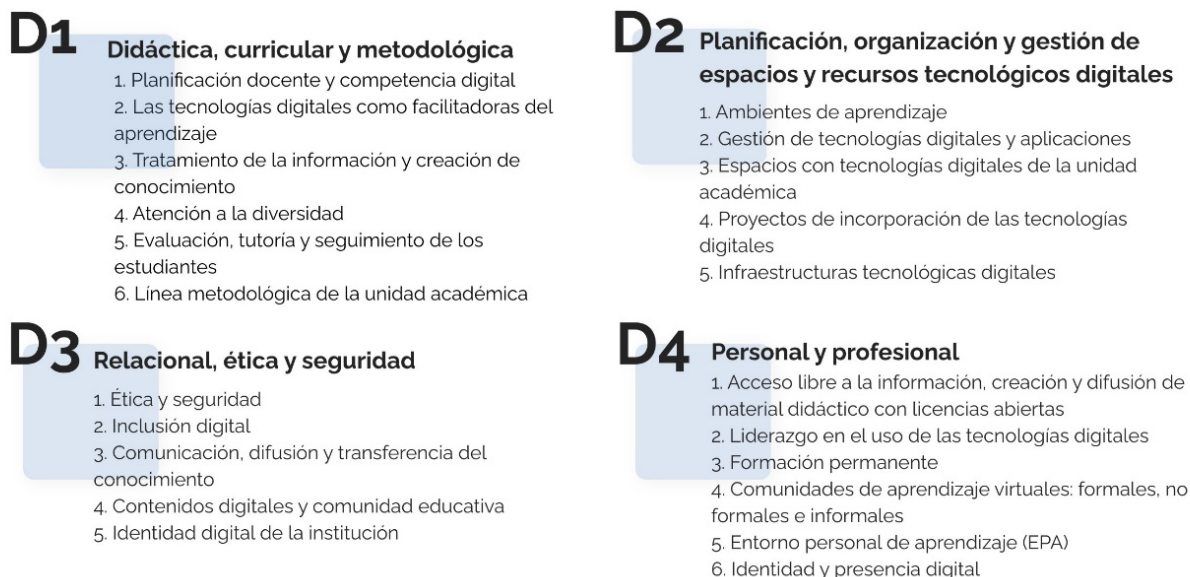 D1
Didáctica, curricular y metodológica
1. Planificación docente y competencia digital
2. Las tecnologías digitales como facilitadoras del
aprendizaje
3. Tratamiento de la información y creación de
conocimiento
4. Atención a la diversidad
5. Evaluación, tutoría y seguimiento de los
estudiantes
6. Línea metodológica de la unidad académica
D2
Planificación, organización y gestión de
espacios y recursos tecnológicos digitales
1. Ambientes de aprendizaje
2. Gestión de tecnologías digitales y aplicaciones
3. Espacios con tecnologías digitales de la unidad
académica
4. Proyectos de incorporación de las tecnologías
digitales
5. Infraestructuras tecnológicas digitales
D3
Relacional, ética y seguridad
1. Ética y seguridad
2. Inclusión digital
3. Comunicación, difusión y transferencia del
conocimiento
4. Contenidos digitales y comunidad educativa
5. Identidad digital de la institución
D4
Personal y profesional
1. Acceso libre a la información, creación y difusión de
material didáctico con licencias abiertas
2. Liderazgo en el uso de las tecnologías digitales
3. Formación permanente
4. Comunidades de aprendizaje virtuales: formales, no
formales e informales
5. Entorno personal de aprendizaje (EPA)
6. Identidad y presencia digital